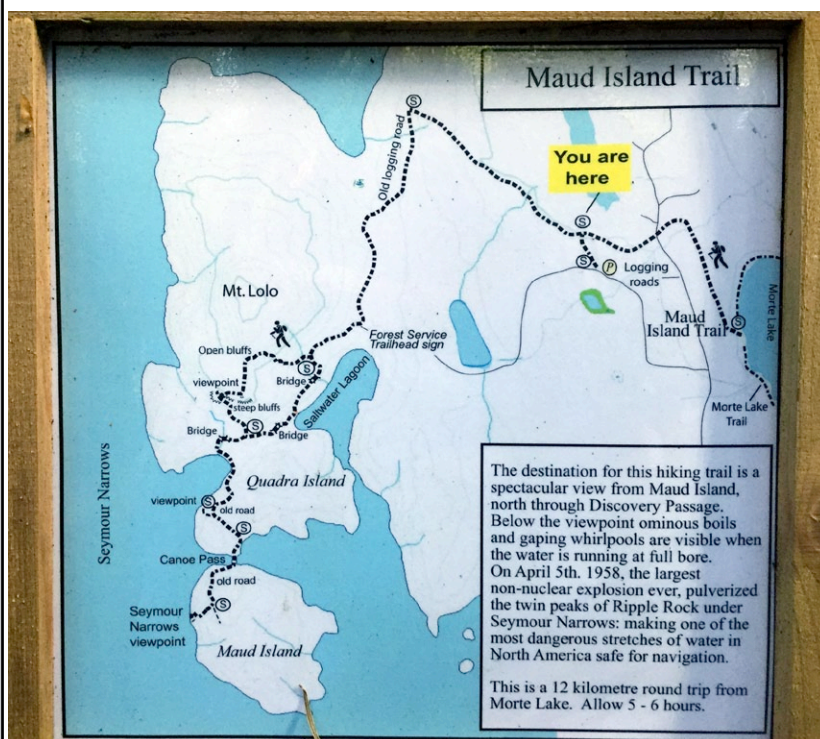 Maud Island Trail
S
Old logging road
You are
here
S
S
P
Logging
roads
Mt. Lolo
Maud
Island Trail
S
Morte Lake
Forest Service
Trailhead sign
Open bluffs
S
Bridge
viewpoint
steep bluffs
Saltwater Lagoon
Morte Lake
Trail
Bridge
S
Bridge
Seymour Narrows
Quadra Island
viewpoint
S
old road
S
Canoe Pass
old road
S
Seymour
Narrows
viewpoint
Maud Island
The destination for this hiking trail is a
spectacular view from Maud Island,
north through Discovery Passage.
Below the viewpoint ominous boils
and gaping whirlpools are visible when
the water is running at full bore.
On April 5th. 1958, the largest
non-nuclear explosion ever, pulverized
the twin peaks of Ripple Rock under
Seymour Narrows: making one of the
most dangerous stretches of water in
North America safe for navigation.
This is a 12 kilometre round trip from
Morte Lake. Allow 5 - 6 hours.